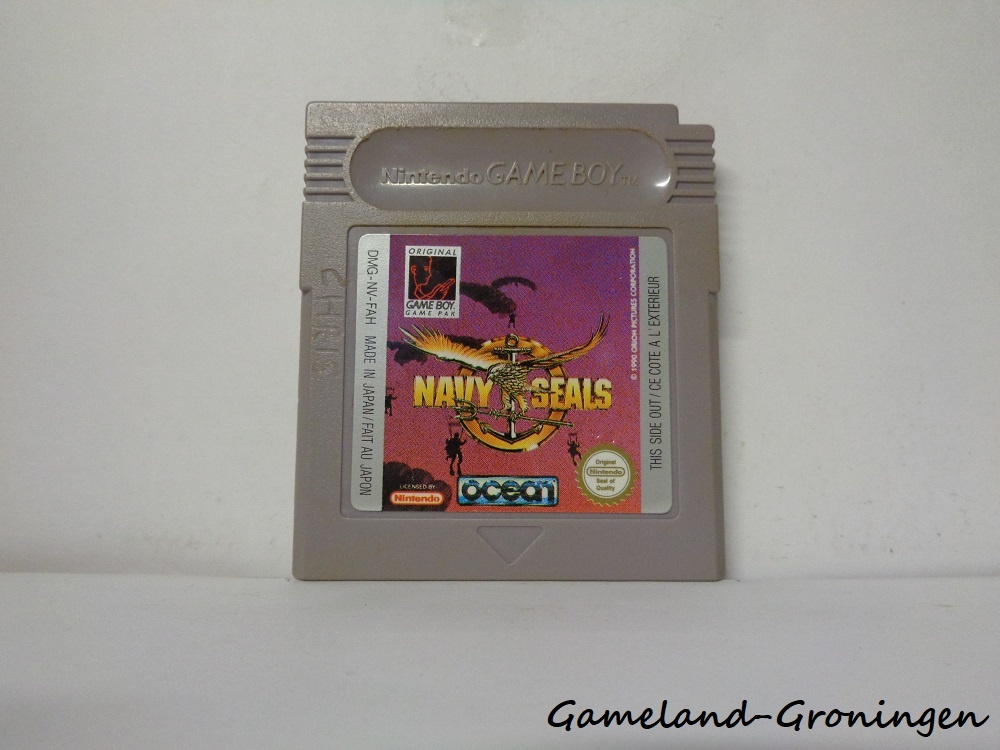 Nintendo GAME BOY TM
DMG-NV-FAH MADE IN JAPAN/FAIT AU JAPON
ORIGINAL
GAME BOY
GAME PAK
NAVY SEALS
LICENSED BY
Nintendo
ocean
Original
Nintendo
Seal of
Quality
© 1990 ORION PICTURES CORPORATION
THIS SIDE OUT/CE COTE A L'EXTERIEUR
Gameland-Groningen